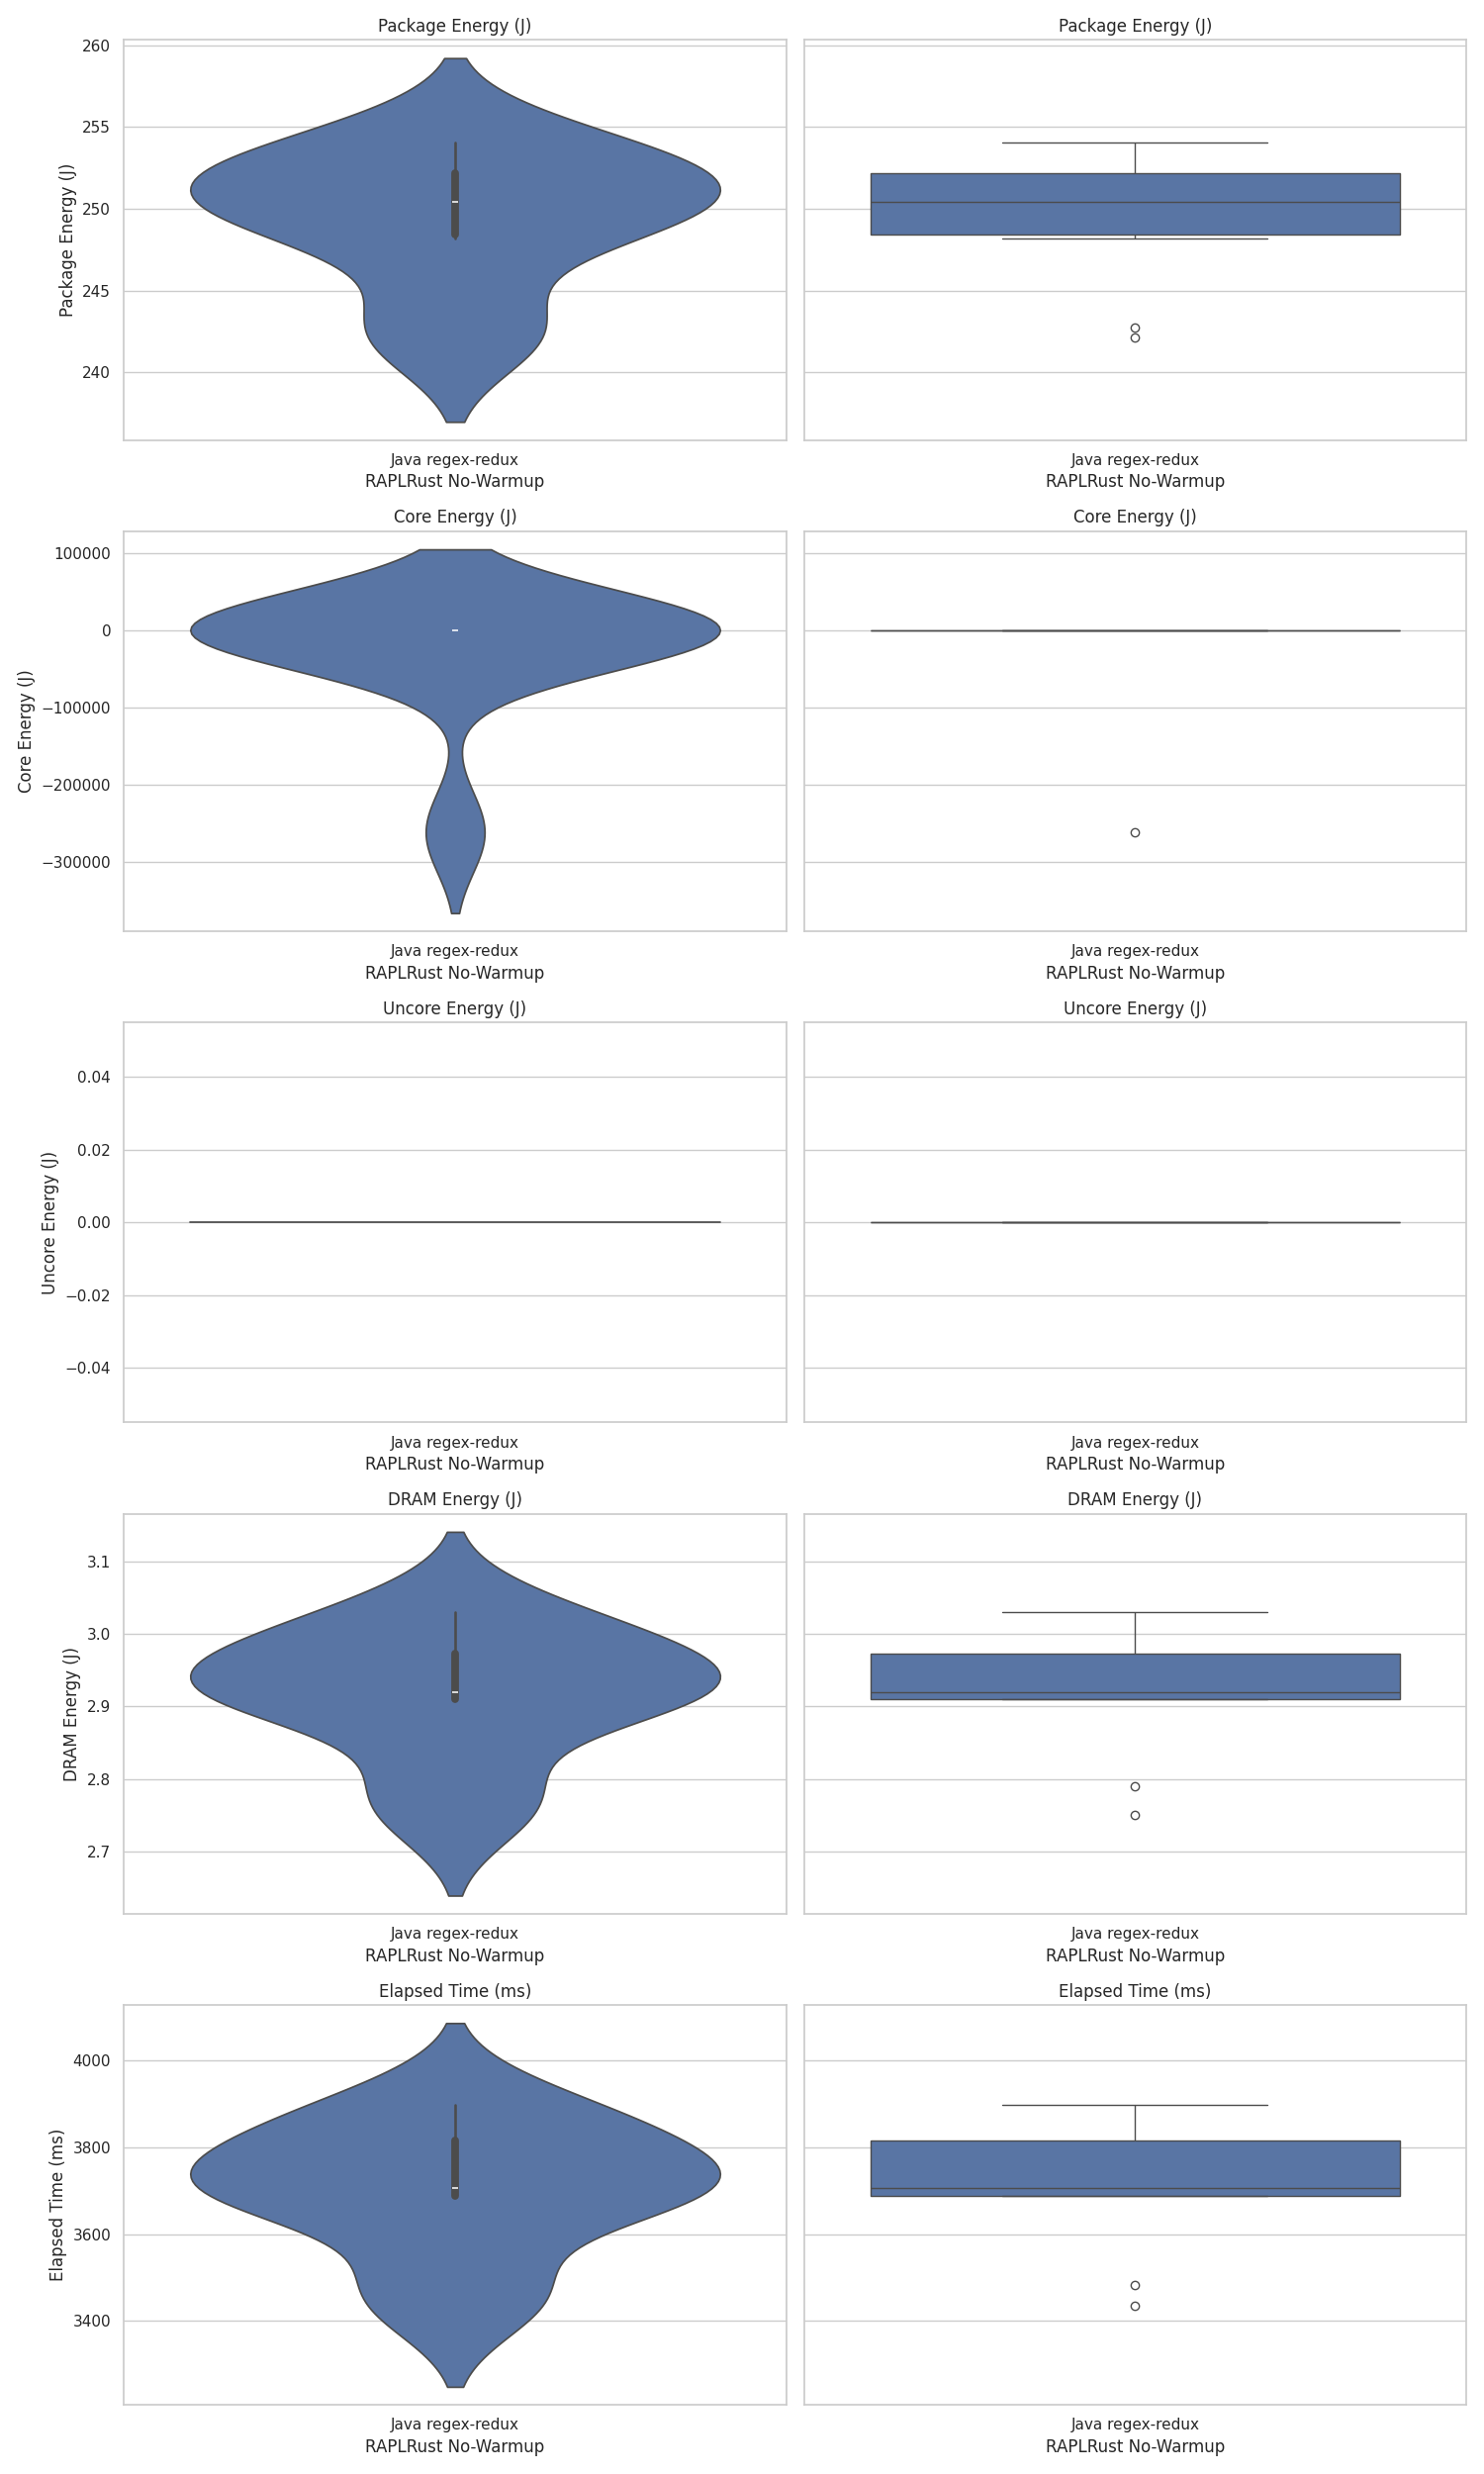 Package Energy (J)
Package Energy (J)
260
255
250
245
240
Package Energy (J)
Java regex-redux
Java regex-redux
RAPLRust No-Warmup
RAPLRust No-Warmup
Core Energy (J)
Core Energy (J)
100000
0
−100000
−200000
−300000
Core Energy (J)
Java regex-redux
Java regex-redux
RAPLRust No-Warmup
RAPLRust No-Warmup
Uncore Energy (J)
Uncore Energy (J)
0.04
0.02
0.00
−0.02
−0.04
Uncore Energy (J)
Java regex-redux
Java regex-redux
RAPLRust No-Warmup
RAPLRust No-Warmup
DRAM Energy (J)
DRAM Energy (J)
3.1
3.0
2.9
2.8
2.7
DRAM Energy (J)
Java regex-redux
Java regex-redux
RAPLRust No-Warmup
RAPLRust No-Warmup
Elapsed Time (ms)
Elapsed Time (ms)
4000
3800
3600
3400
Elapsed Time (ms)
Java regex-redux
Java regex-redux
RAPLRust No-Warmup
RAPLRust No-Warmup